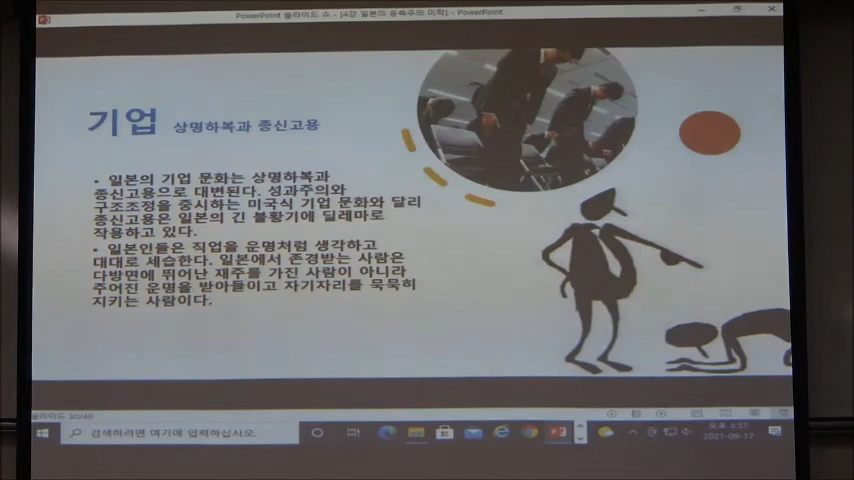 PowerPoint 슬라이드 쇼 - [4강 일본의 응축주의 미학] - PowerPoint
기업 상명하복과 종신고용
• 일본의 기업 문화는 상명하복과
종신고용으로 대변된다. 성과주의와
구조조정을 중시하는 미국식 기업 문화와 달리
종신고용은 일본의 긴 불황기에 딜레마로
작용하고 있다.
• 일본인들은 직업을 운명처럼 생각하고
대대로 세습한다. 일본에서 존경받는 사람은
다방면에 뛰어난 재주를 가진 사람이 아니라
주어진 운명을 받아들이고 자기자리를 묵묵히
지키는 사람이다.
슬라이드 30/49
검색하려면 여기에 입력하십시오.
오후 3:57
2021-09-17